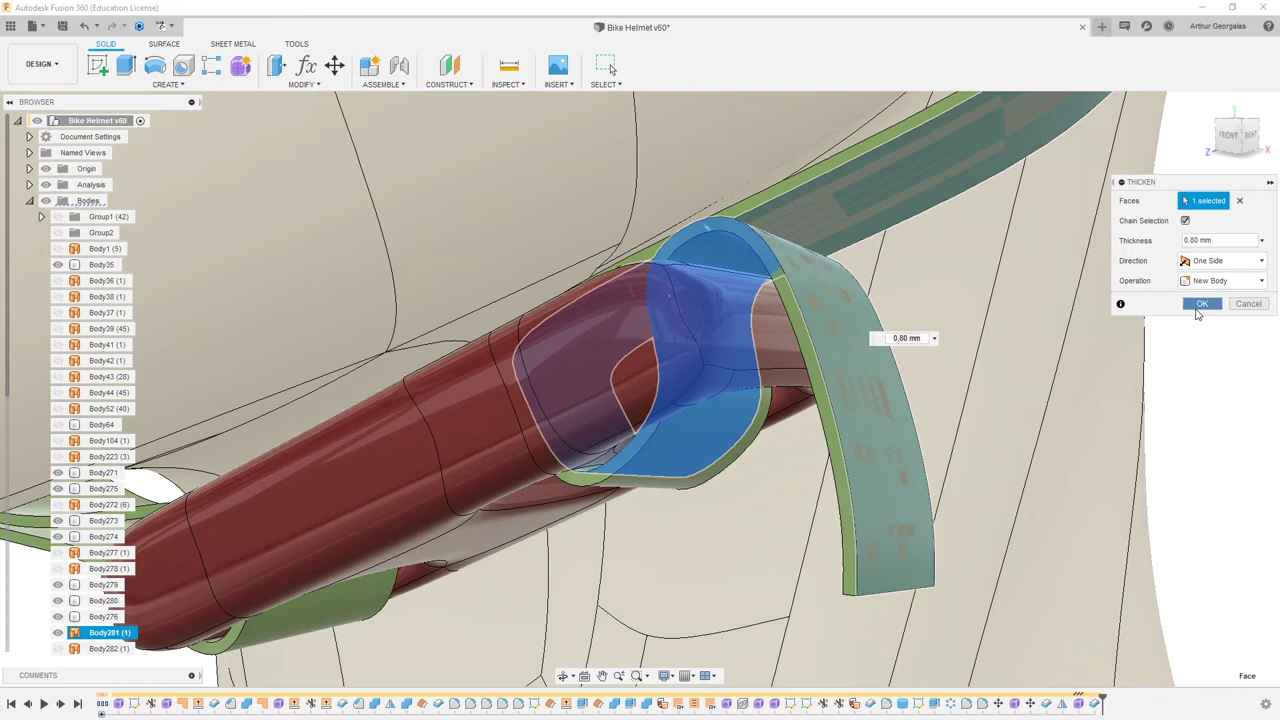 Autodesk Fusion 360 (Education License)
Bike Helmet v60*
Arthur Georgalas
DESIGN
SOLID
SURFACE
SHEET METAL
TOOLS
CREATE
MODIFY
ASSEMBLE
CONSTRUCT
INSPECT
INSERT
SELECT
BROWSER
Bike Helmet v60
Document Settings
Named Views
Origin
Analysis
Bodies
Group1 (42)
Group2
Body1 (5)
Body35
Body36 (1)
Body38 (1)
Body37 (1)
Body39 (45)
Body41 (1)
Body42 (1)
Body43 (28)
Body44 (45)
Body52 (40)
Body64
Body104 (1)
Body223 (3)
Body271
Body275
Body272 (6)
Body273
Body274
Body277 (1)
Body278 (1)
Body279
Body280
Body276
Body281 (1)
Body282 (1)
COMMENTS
Y
FRONT
RIGHT
Z
X
THICKEN
Faces
1 selected
Chain Selection
Thickness
0.80 mm
Direction
One Side
Operation
New Body
OK
Cancel
0.80 mm
Face